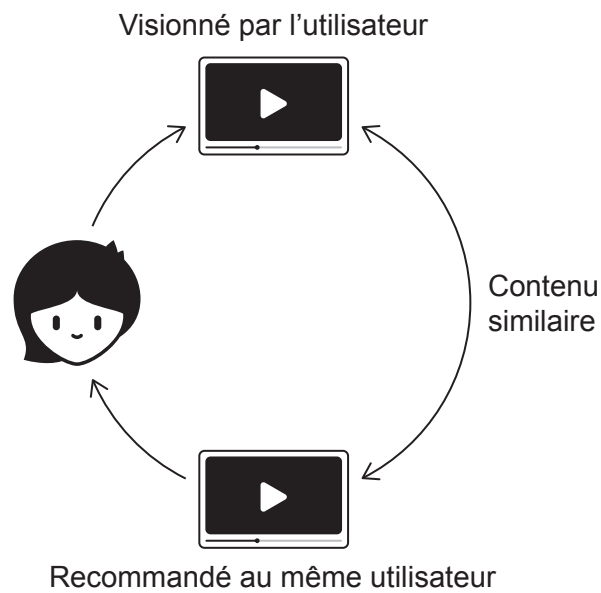 Visionné par l’utilisateur
Contenu
similaire
Recommandé au même utilisateur